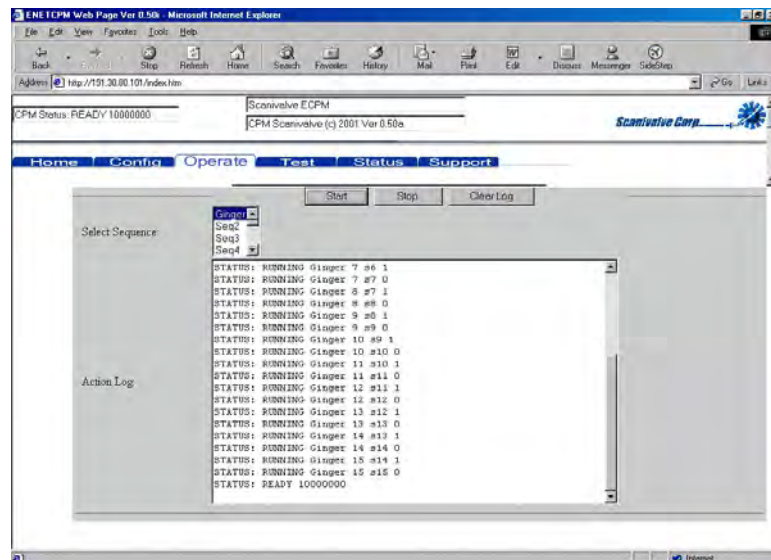 ENETCPM Web Page Ver 0.50i - Microsoft Internet Explorer
File Edit View Favorites Tools Help
Back Stop Refresh Home Search Favorites History Mail Print Edit Discuss Messenger SideStep
Address http://191.30.80.101/index.htm Go Links
CPM Status: READY 10000000
Scanivalve ECPM
CPM Scanivalve (c) 2001 Ver 0.50a
Scanivalve Corp.
Home Config Operate Test Status Support
Start Stop Clear Log
Select Sequence
Ginger
Seq2
Seq3
Seq4
Action Log
STATUS: RUNNING Ginger 7 s6 1
STATUS: RUNNING Ginger 7 s7 0
STATUS: RUNNING Ginger 8 s7 1
STATUS: RUNNING Ginger 8 s8 0
STATUS: RUNNING Ginger 9 s8 1
STATUS: RUNNING Ginger 9 s9 0
STATUS: RUNNING Ginger 10 s9 1
STATUS: RUNNING Ginger 10 s10 0
STATUS: RUNNING Ginger 11 s10 1
STATUS: RUNNING Ginger 11 s11 0
STATUS: RUNNING Ginger 12 s11 1
STATUS: RUNNING Ginger 12 s12 0
STATUS: RUNNING Ginger 13 s12 1
STATUS: RUNNING Ginger 13 s13 0
STATUS: RUNNING Ginger 14 s13 1
STATUS: RUNNING Ginger 14 s14 0
STATUS: RUNNING Ginger 15 s14 1
STATUS: RUNNING Ginger 15 s15 0
STATUS: READY 10000000
Internet